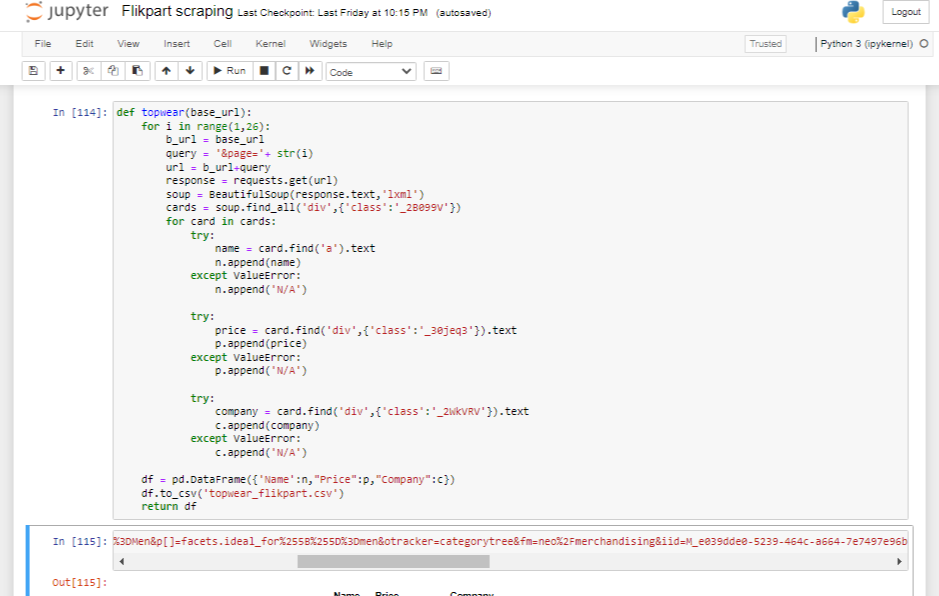 jupyter Flikpart scraping Last Checkpoint: Last Friday at 10:15 PM (autosaved)
Logout
File Edit View Insert Cell Kernel Widgets Help
Trusted Python 3 (ipykernel)
Run Code
In [114]: def topwear(base_url):
for i in range(1,26):
b_url = base_url
query = '&page='+ str(i)
url = b_url+query
response = requests.get(url)
soup = BeautifulSoup(response.text,'lxml')
cards = soup.find_all('div',{'class':'_2B099V'})
for card in cards:
try:
name = card.find('a').text
n.append(name)
except ValueError:
n.append('N/A')
try:
price = card.find('div',{'class':'_30jeq3'}).text
p.append(price)
except ValueError:
p.append('N/A')
try:
company = card.find('div',{'class':'_2WkVRV'}).text
c.append(company)
except ValueError:
c.append('N/A')
df = pd.DataFrame({'Name':n,"Price":p,"Company":c})
df.to_csv('topwear_flikpart.csv')
return df
In [115]: %3DMen&p[]=facets.ideal_for%255B%255D%3Dmen&otracker=categorytree&fm=neo%2Fmerchandising&iid=M_e039dde0-5239-464c-a664-7e7497e96b
Out[115]:
Name Price Company